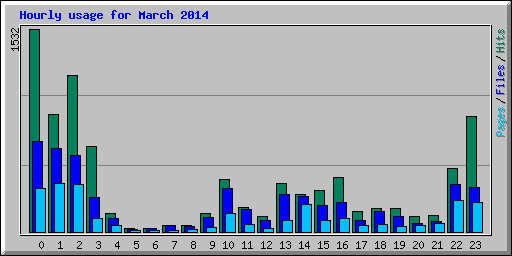 Hourly usage for March 2014
1532
Pages/Files/Hits
0 1 2 3 4 5 6 7 8 9 10 11 12 13 14 15 16 17 18 19 20 21 22 23